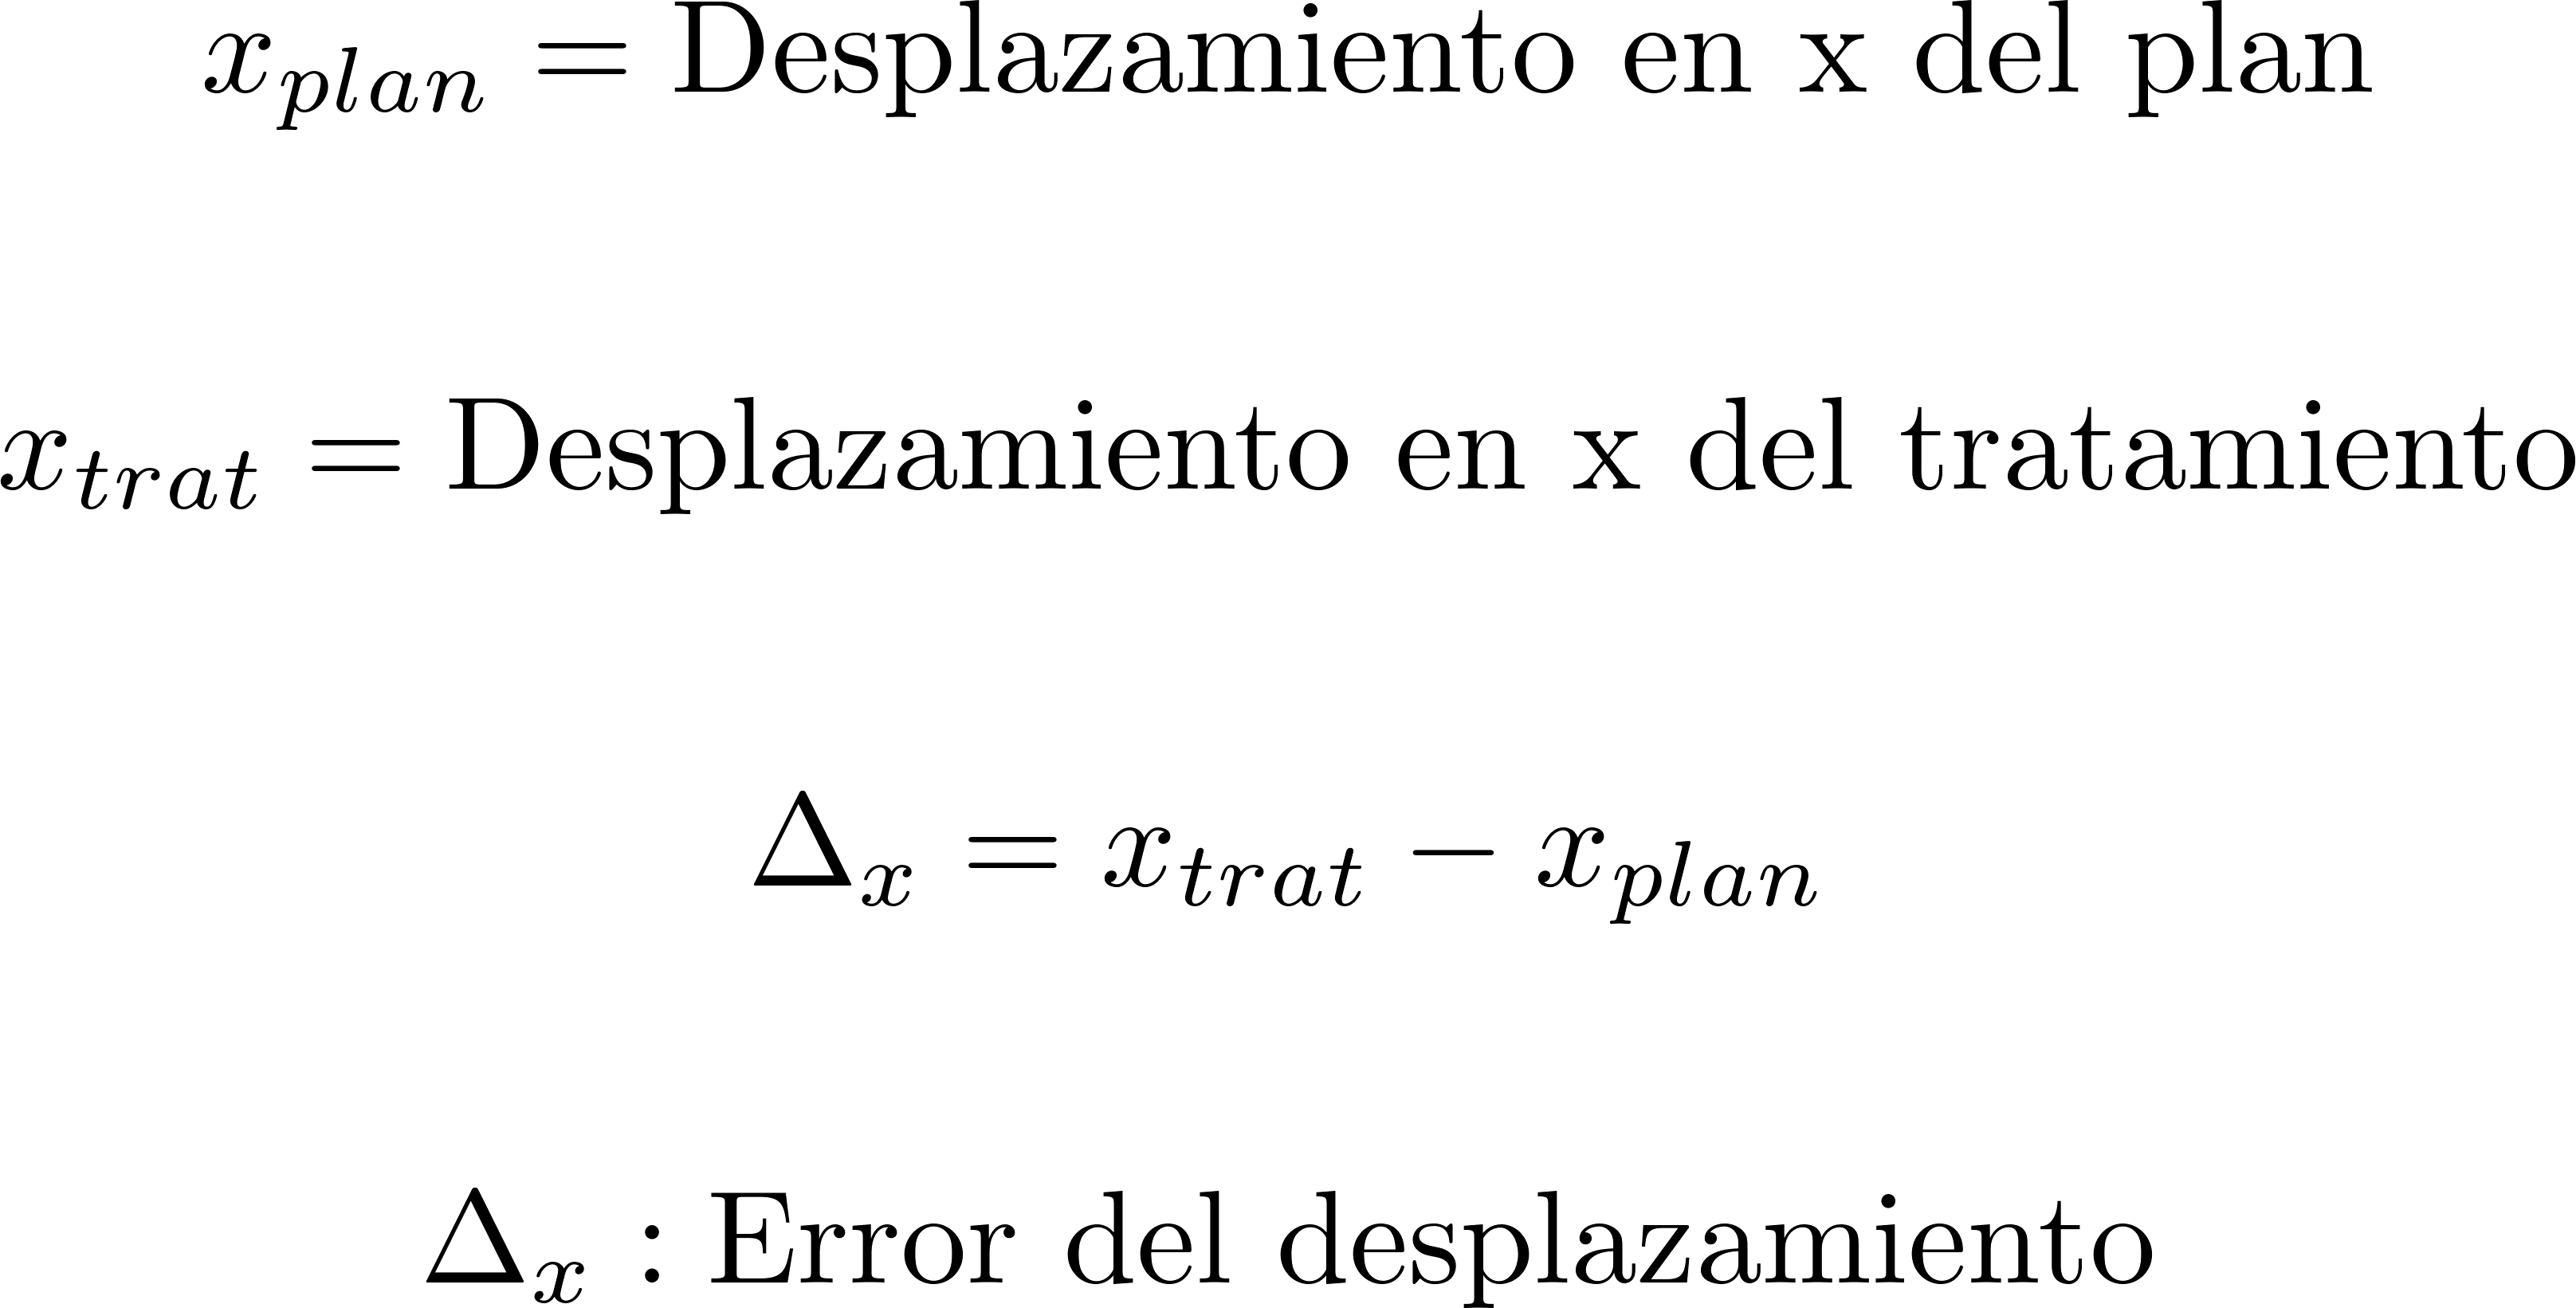 x_{plan} = Desplazamiento en x del plan
x_{trat} = Desplazamiento en x del tratamiento
Δ_x = x_{trat} − x_{plan}
Δ_x : Error del desplazamiento